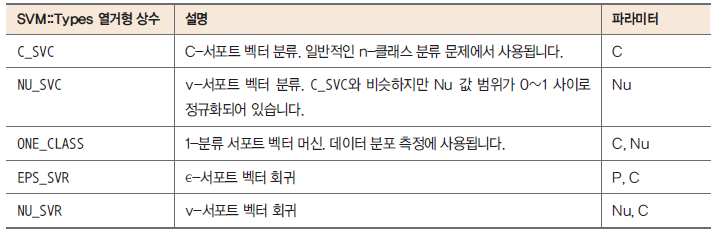 SVM::Types 열거형 상수 설명 파라미터
C_SVC C-서포트 벡터 분류. 일반적인 n-클래스 분류 문제에서 사용됩니다. C
NU_SVC v-서포트 벡터 분류. C_SVC와 비슷하지만 Nu 값 범위가 0~1 사이로 Nu
정규화되어 있습니다.
ONE_CLASS 1-분류 서포트 벡터 머신. 데이터 분포 측정에 사용됩니다. C, Nu
EPS_SVR ϵ-서포트 벡터 회귀 P, C
NU_SVR v-서포트 벡터 회귀 Nu, C